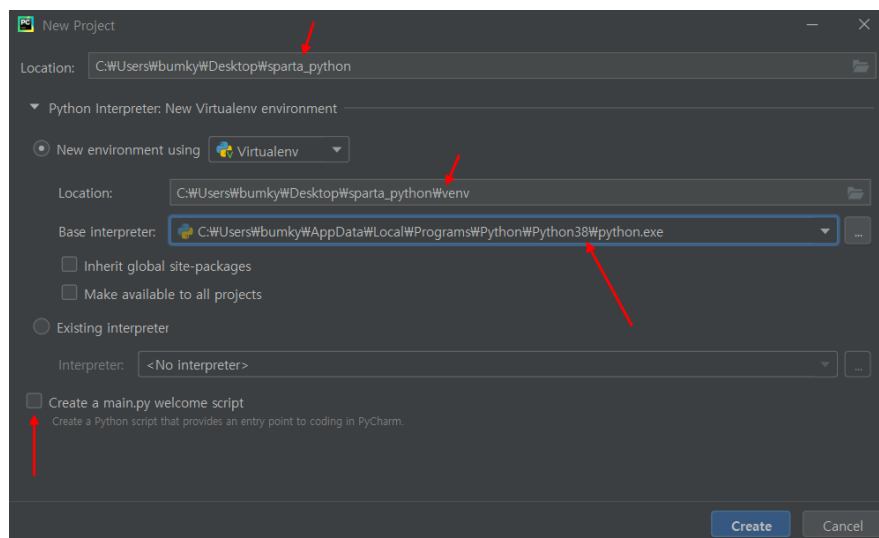 PC New Project
Location: C:₩Users₩bumky₩Desktop₩sparta_python
Python Interpreter: New Virtualenv environment
New environment using Virtualenv
Location: C:₩Users₩bumky₩Desktop₩sparta_python₩venv
Base interpreter: C:₩Users₩bumky₩AppData₩Local₩Programs₩Python₩Python38₩python.exe ...
Inherit global site-packages
Make available to all projects
Existing interpreter
Interpreter: <No interpreter> ...
Create a main.py welcome script
Create a Python script that provides an entry point to coding in PyCharm.
Create Cancel